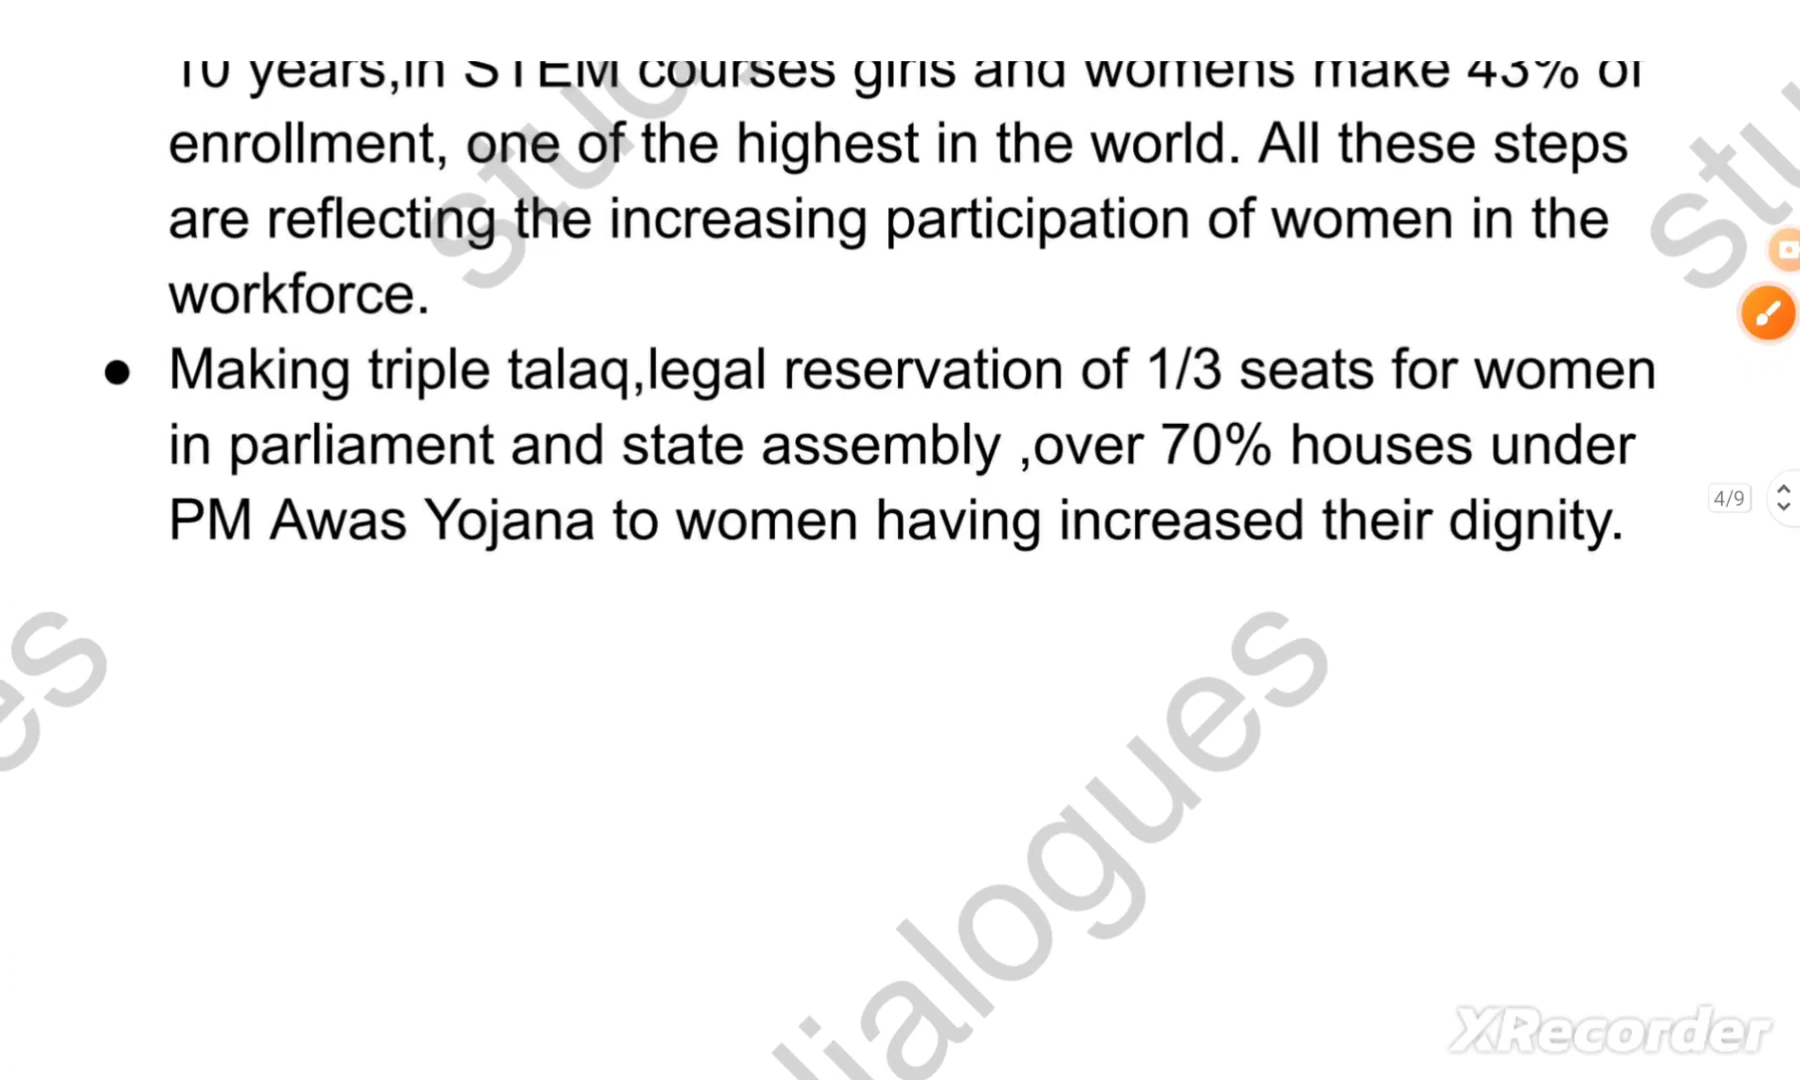 10 years,in STEM courses girls and womens make 43% of
enrollment, one of the highest in the world. All these steps
are reflecting the increasing participation of women in the
workforce.
● Making triple talaq,legal reservation of 1/3 seats for women
in parliament and state assembly ,over 70% houses under
PM Awas Yojana to women having increased their dignity.
4/9
XRecorder